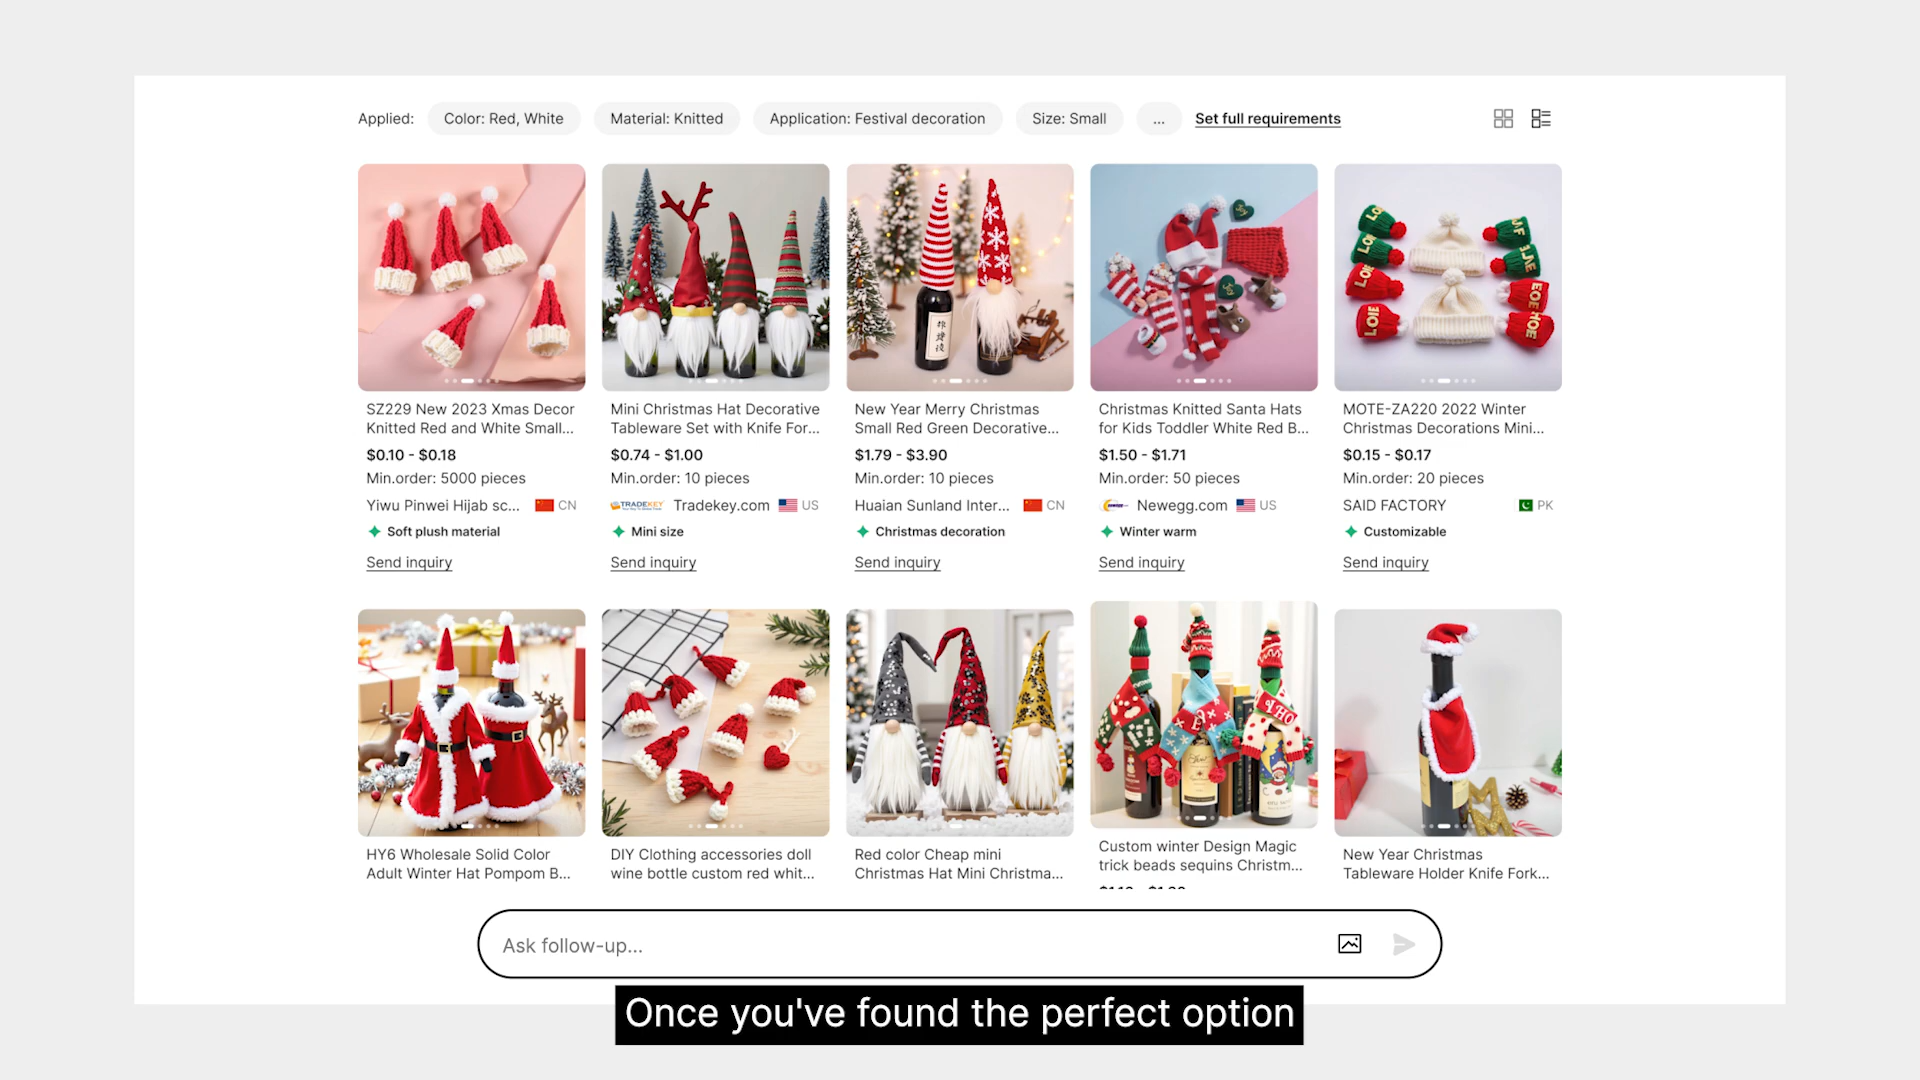 Applied:
Color: Red, White
Material: Knitted
Application: Festival decoration
Size: Small
...
Set full requirements
SZ229 New 2023 Xmas Decor
Knitted Red and White Small...
$0.10 - $0.18
Min.order: 5000 pieces
Yiwu Pinwei Hijab sc...
CN
Soft plush material
Send inquiry
Mini Christmas Hat Decorative
Tableware Set with Knife For...
$0.74 - $1.00
Min.order: 10 pieces
TRADEKEY
Tradekey.com
US
Mini size
Send inquiry
New Year Merry Christmas
Small Red Green Decorative...
$1.79 - $3.90
Min.order: 10 pieces
Huaian Sunland Inter...
CN
Christmas decoration
Send inquiry
Christmas Knitted Santa Hats
for Kids Toddler White Red B...
$1.50 - $1.71
Min.order: 50 pieces
Newegg.com
US
Winter warm
Send inquiry
MOTE-ZA220 2022 Winter
Christmas Decorations Mini...
$0.15 - $0.17
Min.order: 20 pieces
SAID FACTORY
PK
Customizable
Send inquiry
HY6 Wholesale Solid Color
Adult Winter Hat Pompom B...
DIY Clothing accessories doll
wine bottle custom red whit...
Red color Cheap mini
Christmas Hat Mini Christma...
Custom winter Design Magic
trick beads sequins Christm...
New Year Christmas
Tableware Holder Knife Fork...
Ask follow-up...
Once you've found the perfect option